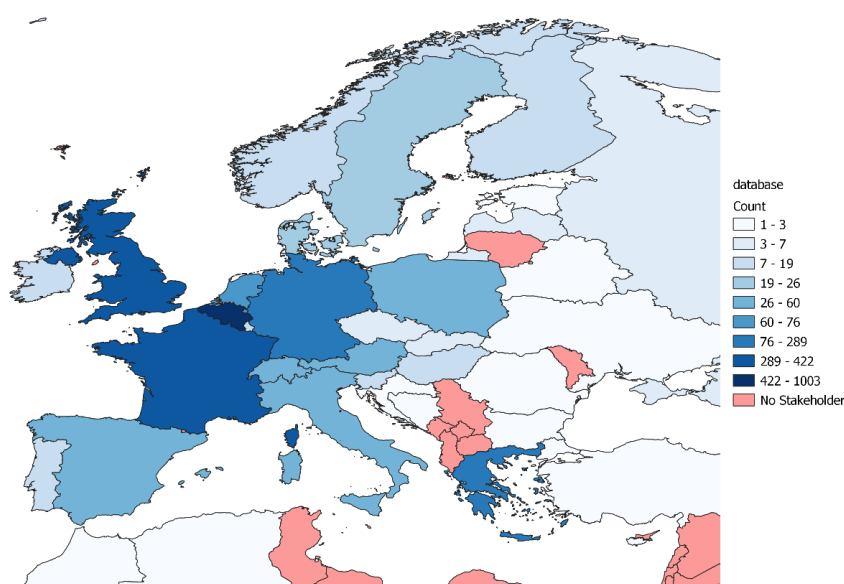 database
Count
1 - 3
3 - 7
7 - 19
19 - 26
26 - 60
60 - 76
76 - 289
289 - 422
422 - 1003
No Stakeholder